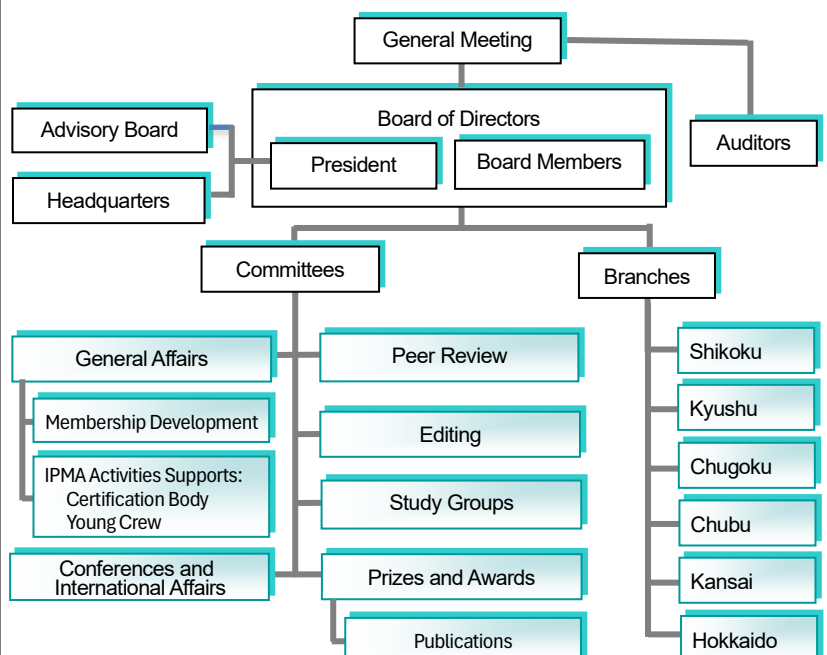 General Meeting
Board of Directors
Advisory Board
Auditors
President
Board Members
Headquarters
Committees
Branches
General Affairs
Peer Review
Shikoku
Membership Development
Editing
Kyushu
IPMA Activities Supports:
Certification Body
Young Crew
Study Groups
Chugoku
Chubu
Conferences and
International Affairs
Prizes and Awards
Kansai
Publications
Hokkaido